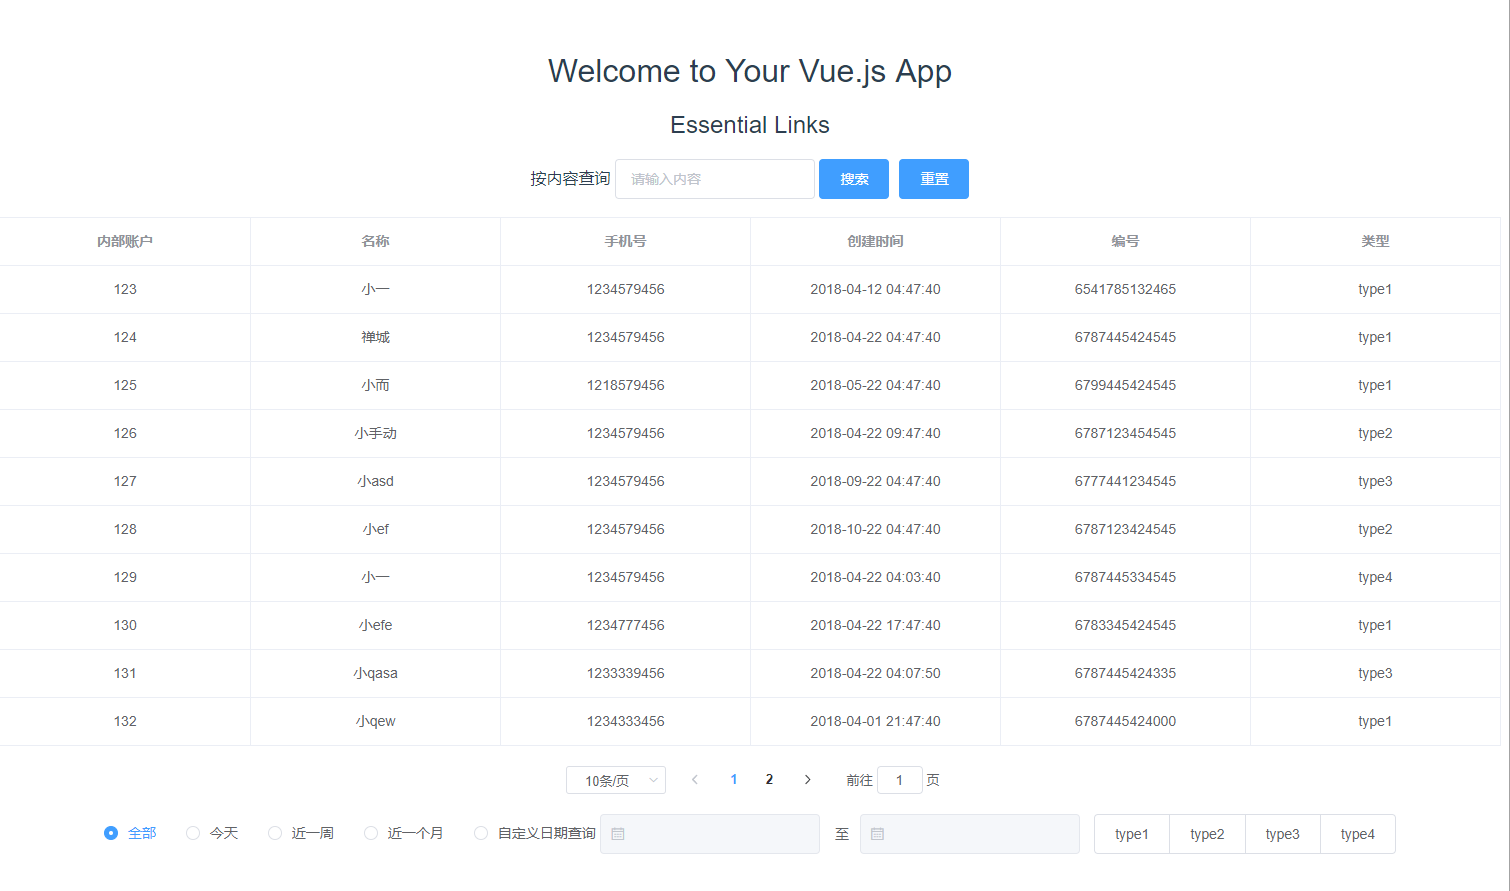 Welcome to Your Vue.js App
Essential Links
按内容查询 请输入内容 搜索 重置
内部账户 名称 手机号 创建时间 编号 类型
123 小一 1234579456 2018-04-12 04:47:40 6541785132465 type1
124 禅城 1234579456 2018-04-22 04:47:40 6787445424545 type1
125 小而 1218579456 2018-05-22 04:47:40 6799445424545 type1
126 小手动 1234579456 2018-04-22 09:47:40 6787123454545 type2
127 小asd 1234579456 2018-09-22 04:47:40 6777441234545 type3
128 小ef 1234579456 2018-10-22 04:47:40 6787123424545 type2
129 小一 1234579456 2018-04-22 04:03:40 6787445334545 type4
130 小efe 1234777456 2018-04-22 17:47:40 6783345424545 type1
131 小qasa 1233339456 2018-04-22 04:07:50 6787445424335 type3
132 小qew 1234333456 2018-04-01 21:47:40 6787445424000 type1
10条/页 1 2 前往 1 页
全部 今天 近一周 近一个月 自定义日期查询 至 type1 type2 type3 type4